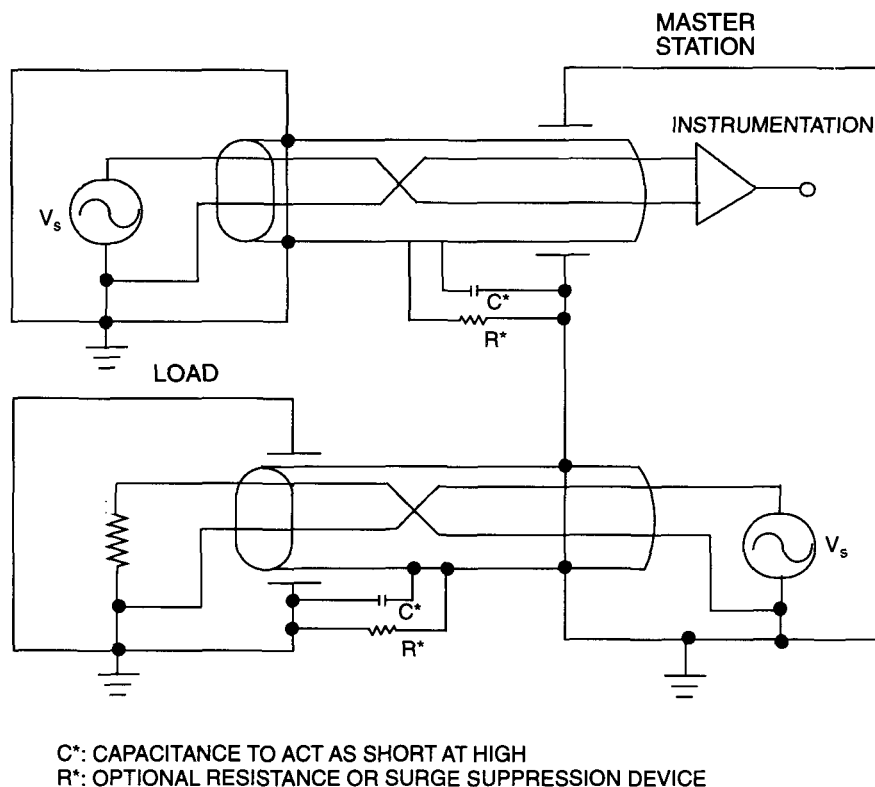 MASTER
STATION
INSTRUMENTATION
Vs
C*
R*
LOAD
Vs
C*
R*
C*: CAPACITANCE TO ACT AS SHORT AT HIGH
R*: OPTIONAL RESISTANCE OR SURGE SUPPRESSION DEVICE